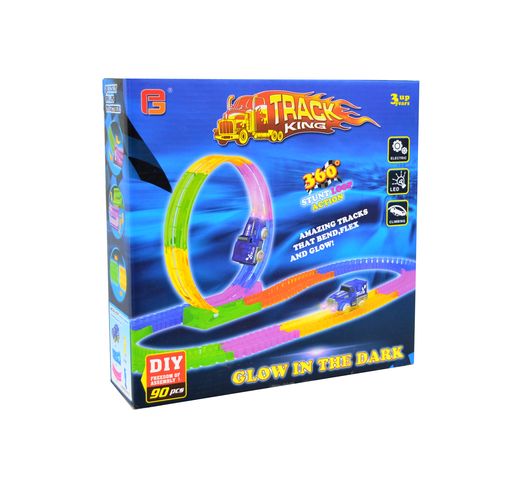 ®
TRACK
KING
3 up
Years
ELECTRIC
360°
STUNT LOOP
ACTION
LED
AMAZING TRACKS
THAT BEND,FLEX
AND GLOW!
CLIMBING
DIY
FREEDOM OF
ASSEMBLY !
90 pcs
GLOW IN THE DARK